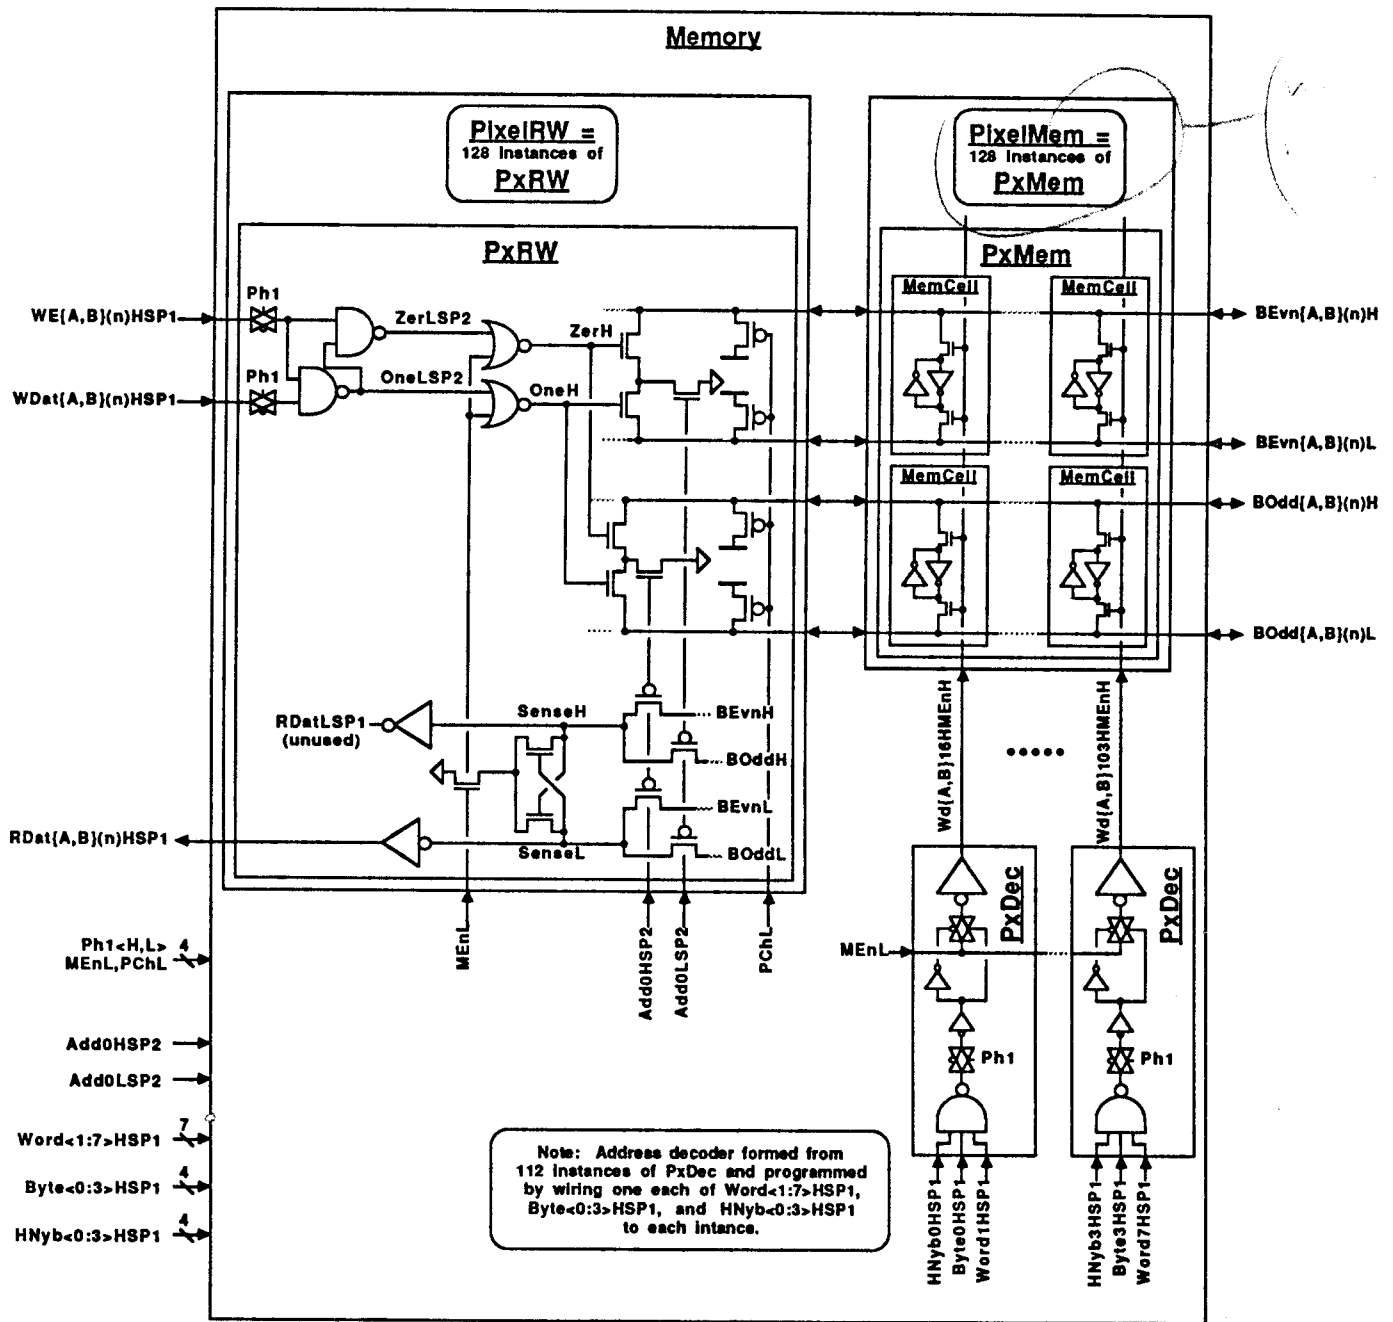 Memory
PixelRW =
128 Instances of
PxRW
PixelMem =
128 Instances of
PxMem
PxRW
PxMem
MemCell
MemCell
Ph1
WE{A,B}(n)HSP1
ZerLSP2
ZerH
BEvn{A,B}(n)H
Ph1
OneLSP2
OneH
WDat{A,B}(n)HSP1
BEvn{A,B}(n)L
MemCell
MemCell
BOdd{A,B}(n)H
BOdd{A,B}(n)L
RDatLSP1
(unused)
SenseH
BEvnH
BOddH
BEvnL
BOddL
SenseL
RDat{A,B}(n)HSP1
Wd{A,B}16HMEnH
Wd{A,B}103HMEnH
PxDec
PxDec
MEnL
Add0HSP2
Add0LSP2
PChL
MEnL
Ph1<H,L>
4
MEnL,PChL
Add0HSP2
Add0LSP2
Ph1
Ph1
7
Word<1:7>HSP1
4
Byte<0:3>HSP1
4
HNyb<0:3>HSP1
Note: Address decoder formed from
112 instances of PxDec and programmed
by wiring one each of Word<1:7>HSP1,
Byte<0:3>HSP1, and HNyb<0:3>HSP1
to each intance.
HNyb0HSP1
Byte0HSP1
Word1HSP1
HNyb3HSP1
Byte3HSP1
Word7HSP1